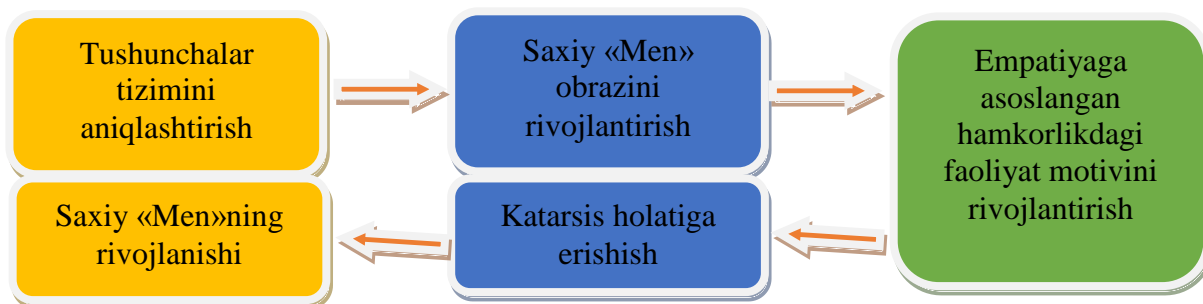 Tushunchalar
tizimini
aniqlashtirish
Saxiy «Men»
obrazini
rivojlantirish
Empatiyaga
asoslangan
hamkorlikdagi
faoliyat motivini
rivojlantirish
Katarsis holatiga
erishish
Saxiy «Men»ning
rivojlanishi